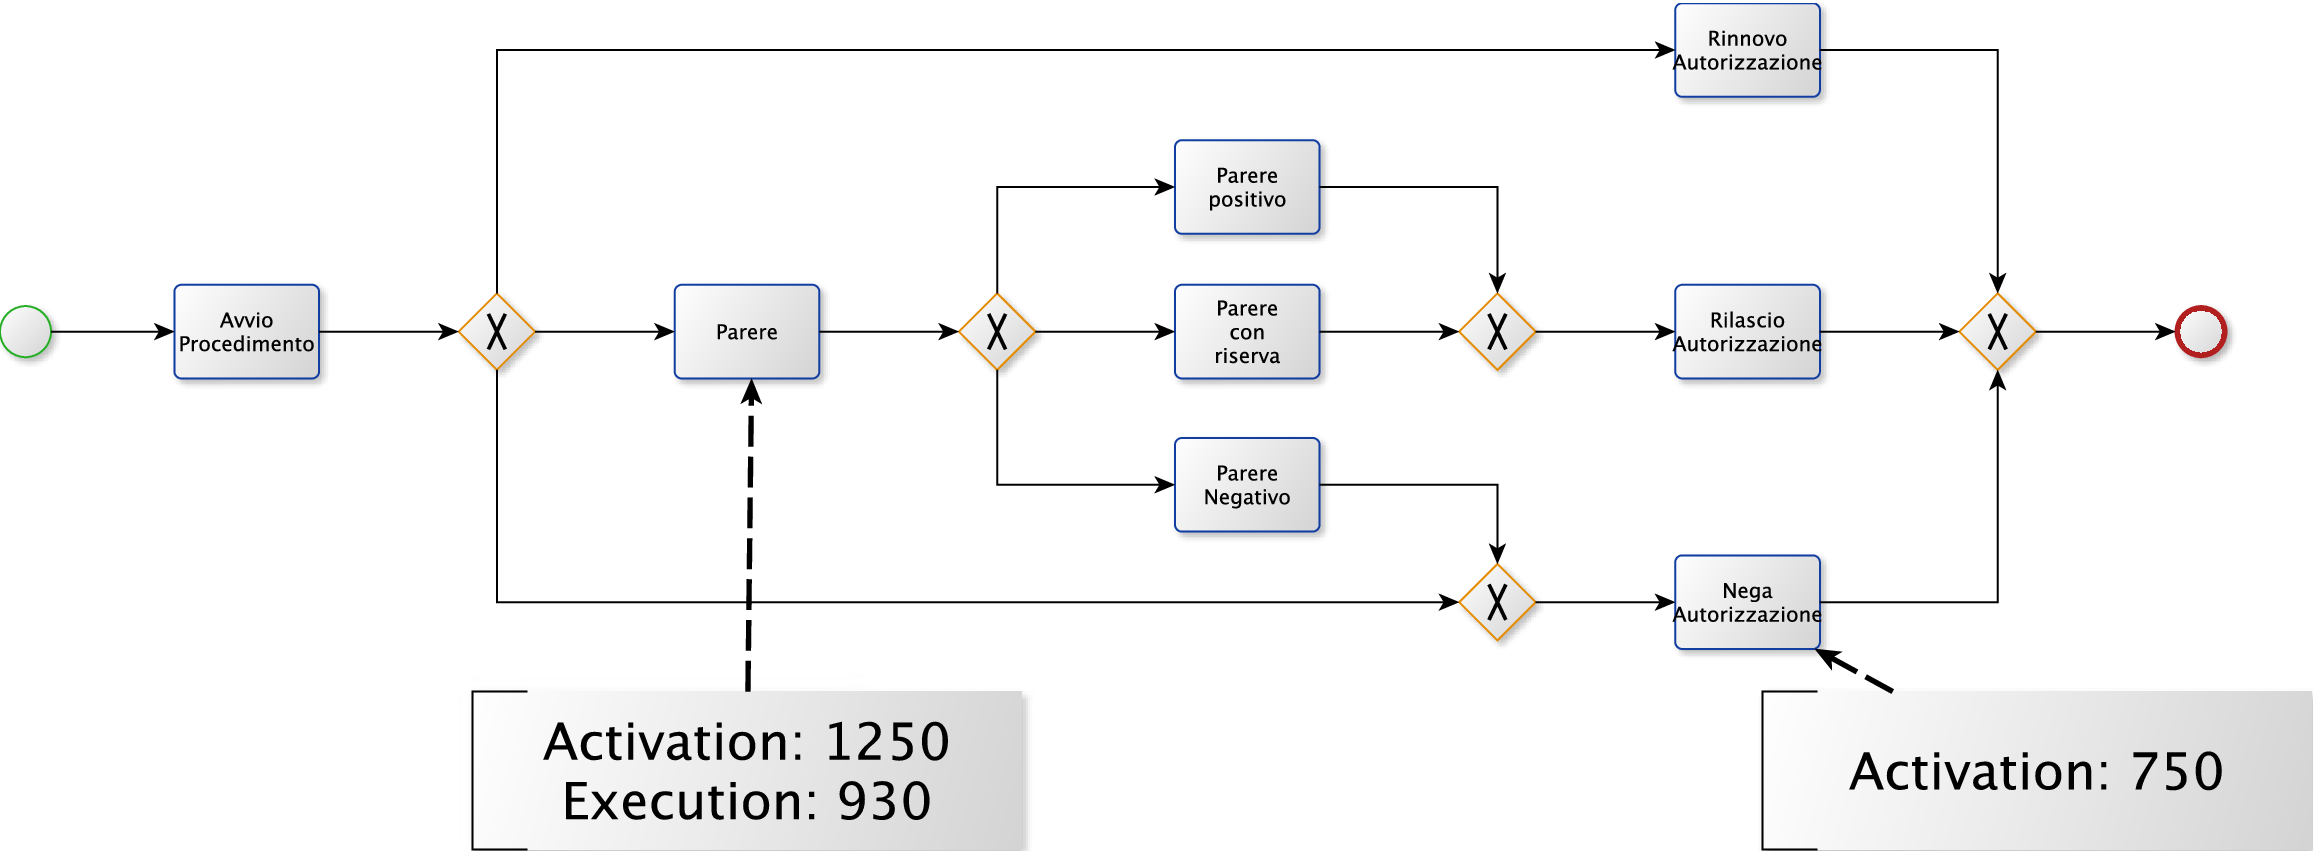 Rinnovo
Autorizzazione
Parere
positivo
Avvio
Procedimento
X
Parere
X
Parere
con
riserva
X
Rilascio
Autorizzazione
X
Parere
Negativo
X
Nega
Autorizzazione
Activation: 1250
Execution: 930
Activation: 750